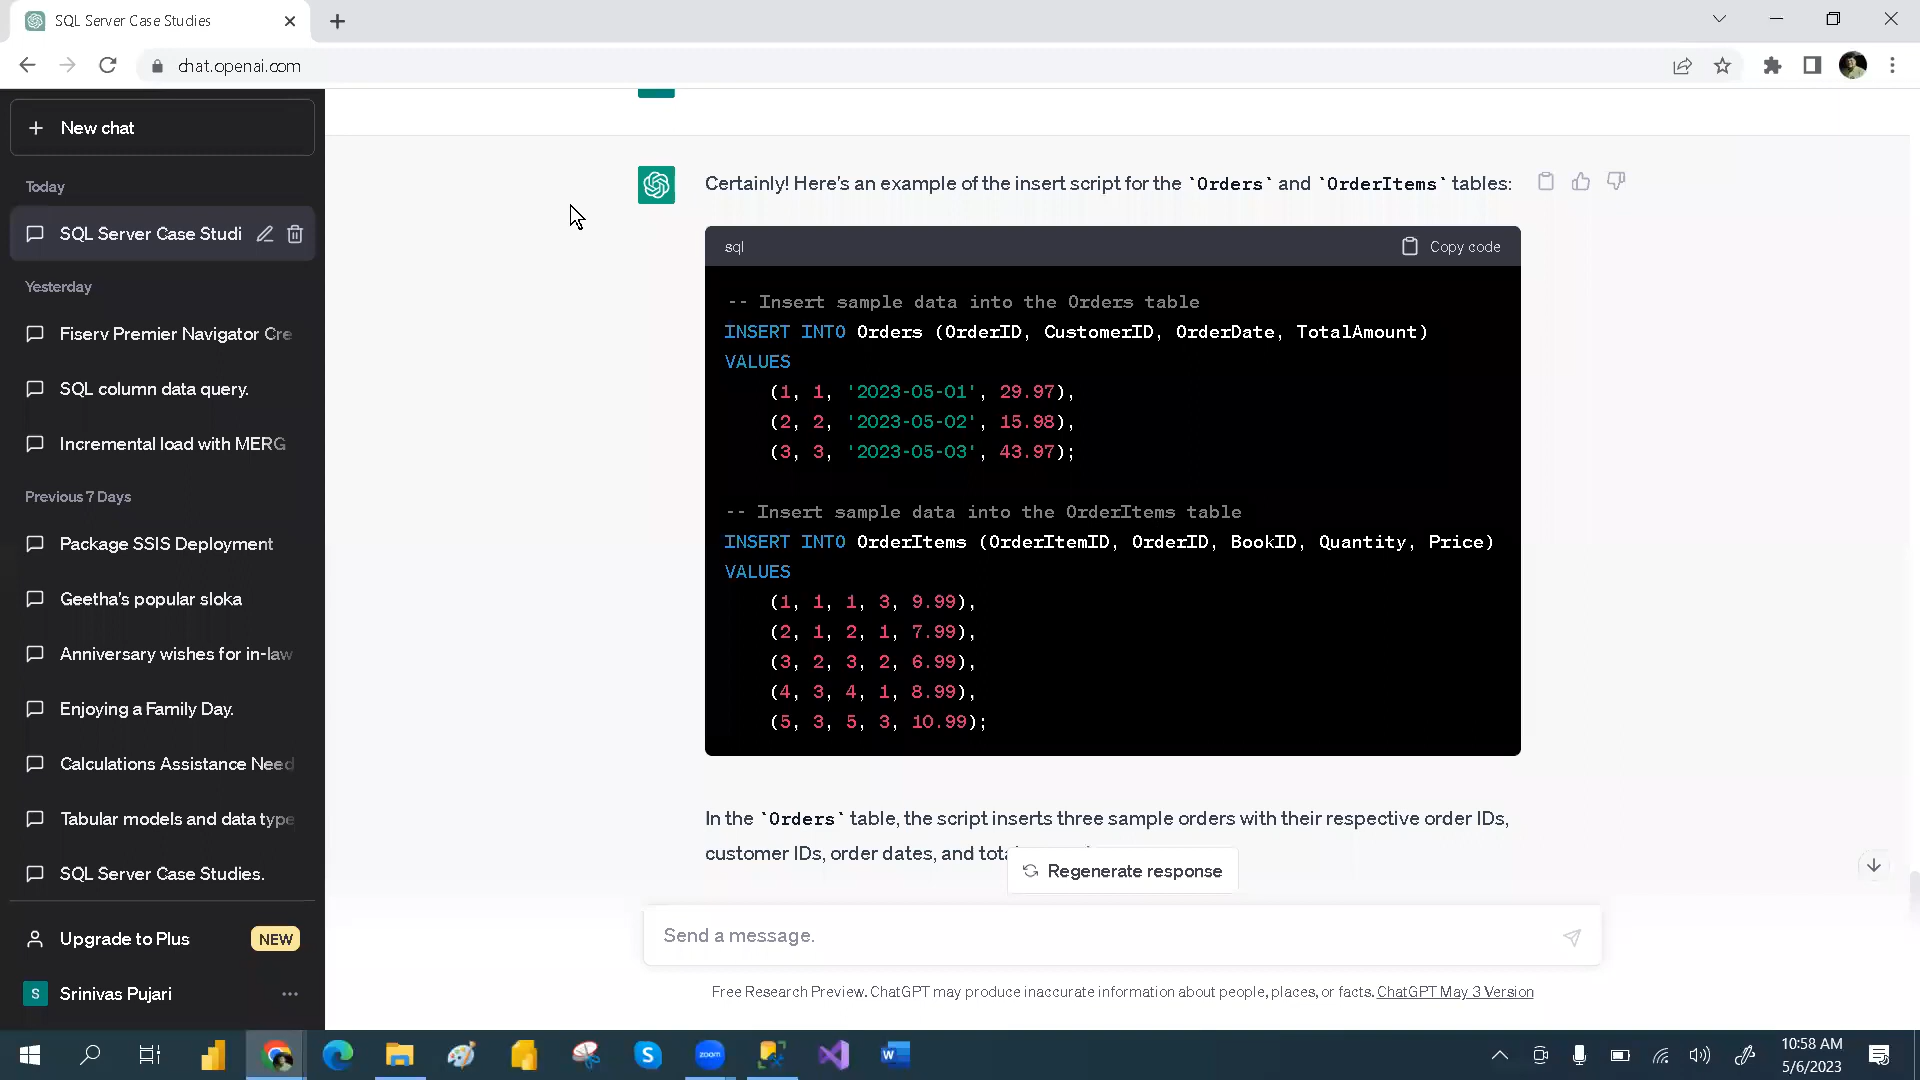 SQL Server Case Studies
chat.openai.com
New chat
Today
SQL Server Case Studi
Yesterday
Fiserv Premier Navigator Cre
SQL column data query.
Incremental load with MERG
Previous 7 Days
Package SSIS Deployment
Geetha's popular sloka
Anniversary wishes for in-law
Enjoying a Family Day.
Calculations Assistance Need
Tabular models and data type
SQL Server Case Studies.
Upgrade to Plus NEW
S Srinivas Pujari
Certainly! Here's an example of the insert script for the `Orders` and `OrderItems` tables:
sql Copy code
-- Insert sample data into the Orders table
INSERT INTO Orders (OrderID, CustomerID, OrderDate, TotalAmount)
VALUES
(1, 1, '2023-05-01', 29.97),
(2, 2, '2023-05-02', 15.98),
(3, 3, '2023-05-03', 43.97);
-- Insert sample data into the OrderItems table
INSERT INTO OrderItems (OrderItemID, OrderID, BookID, Quantity, Price)
VALUES
(1, 1, 1, 3, 9.99),
(2, 1, 2, 1, 7.99),
(3, 2, 3, 2, 6.99),
(4, 3, 4, 1, 8.99),
(5, 3, 5, 3, 10.99);
In the `Orders` table, the script inserts three sample orders with their respective order IDs,
customer IDs, order dates, and
Regenerate response
Send a message.
Free Research Preview. ChatGPT may produce inaccurate information about people, places, or facts. ChatGPT May 3 Version
zoom
10:58 AM
5/6/2023